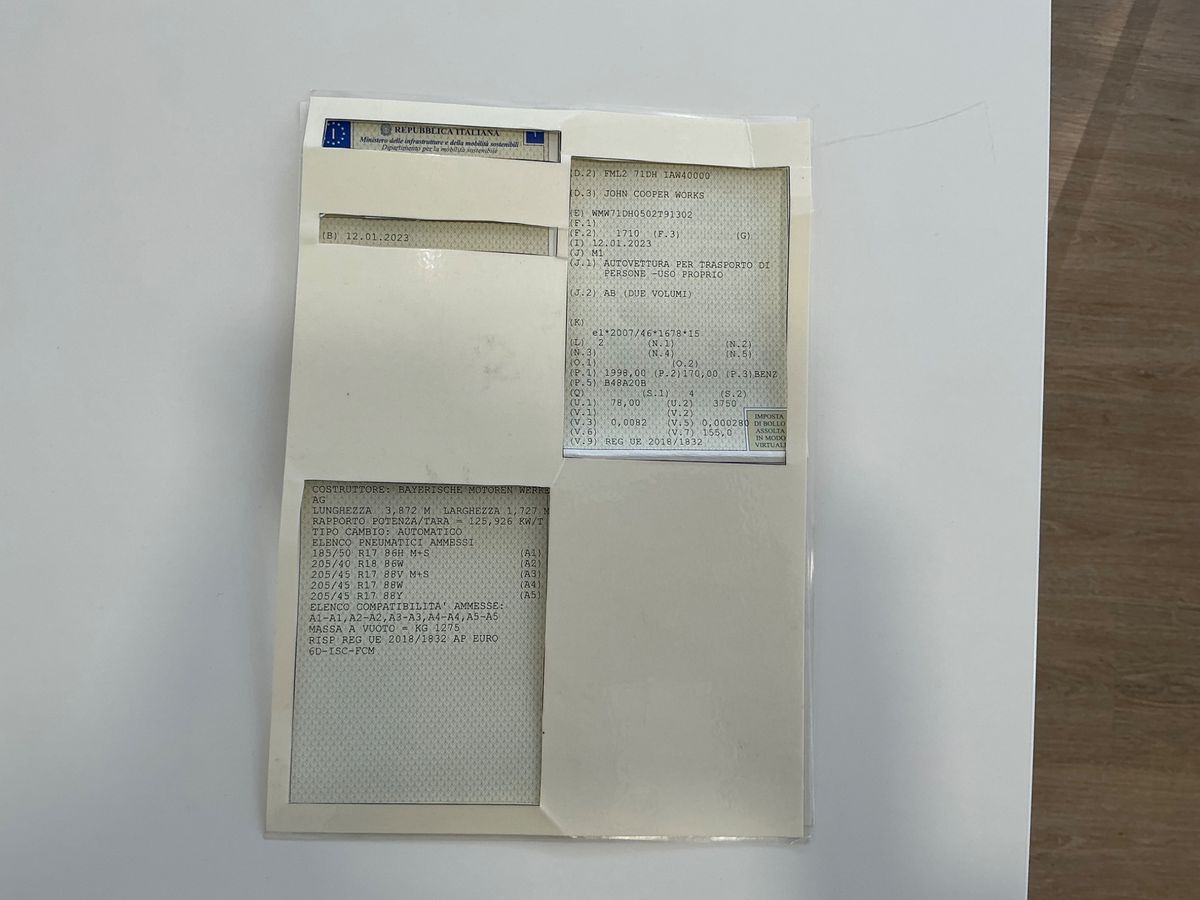 REPUBBLICA ITALIANA
Ministero delle infrastrutture e della mobilità sostenibili
Dipartimento per la mobilità sostenibile
I
(B) 12.01.2023
(D.2) FML2 71DH IAW40000
(D.3) JOHN COOPER WORKS
(E) WMW71DH0502T91302
(F.1)
(F.2) 1710 (F.3) (G)
(I) 12.01.2023
(J) M1
(J.1) AUTOVETTURA PER TRASPORTO DI
PERSONE -USO PROPRIO
(J.2) AB (DUE VOLUMI)
(K)
e1*2007/46*1678*15
(L) 2 (N.1) (N.2)
(N.3) (N.4) (N.5)
(O.1) (O.2)
(P.1) 1998,00 (P.2)170,00 (P.3)BENZ
(P.5) B48A20B
(Q) (S.1) 4 (S.2)
(U.1) 78,00 (U.2) 3750
(V.1) (V.2)
(V.3) 0,0082 (V.5) 0,000280
(V.6) (V.7) 155,0
(V.9) REG UE 2018/1832
IMPOSTA
DI BOLLO
ASSOLTA
IN MODO
VIRTUALE
COSTRUTTORE: BAYERISCHE MOTOREN WERKE
AG
LUNGHEZZA 3,872 M LARGHEZZA 1,727 M
RAPPORTO POTENZA/TARA = 125,926 KW/T
TIPO CAMBIO: AUTOMATICO
ELENCO PNEUMATICI AMMESSI
185/50 R17 86H M+S (A1)
205/40 R18 86W (A2)
205/45 R17 88V M+S (A3)
205/45 R17 88W (A4)
205/45 R17 88Y (A5)
ELENCO COMPATIBILITA' AMMESSE:
A1-A1,A2-A2,A3-A3,A4-A4,A5-A5
MASSA A VUOTO = KG 1275
RISP REG UE 2018/1832 AP EURO
6D-ISC-FCM